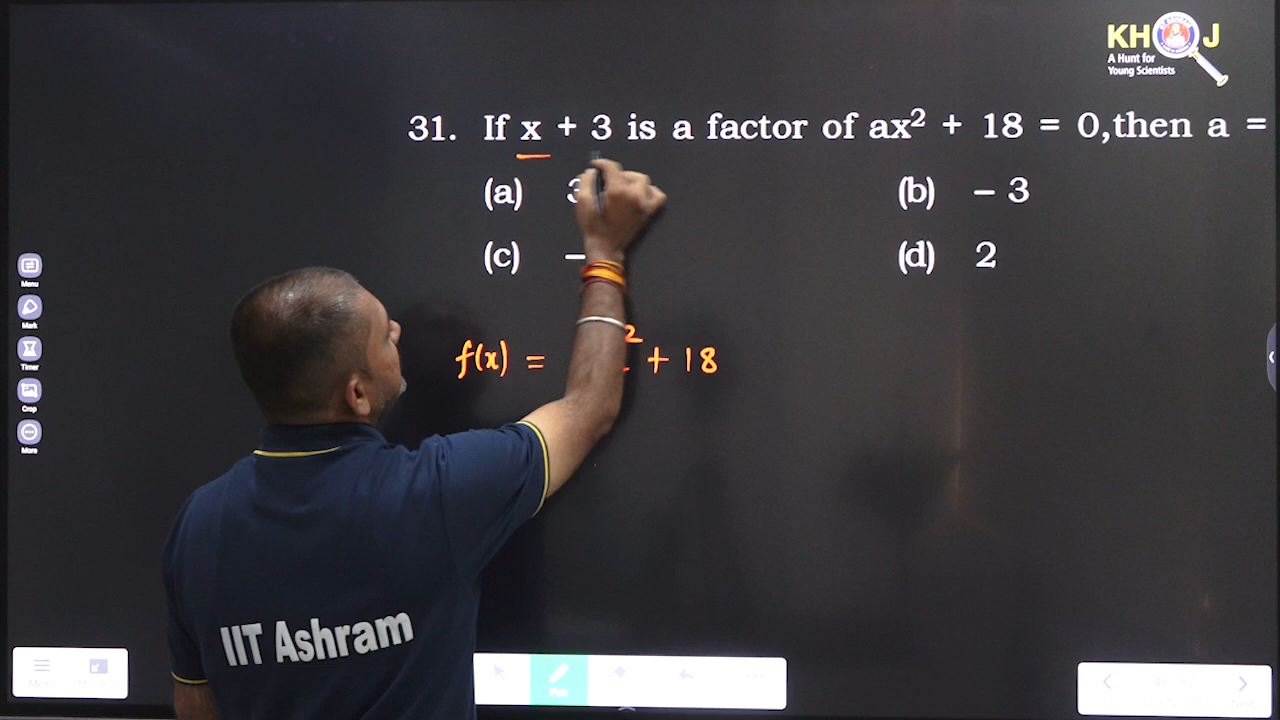 KH J
A Hunt for
Young Scientists
31. If x + 3 is a factor of ax² + 18 = 0,then a =
(a) 3
(b) – 3
(c) –
(d) 2
f(x) = ² + 18
Menu
Mark
Timer
Crop
More
IIT Ashram
Pen